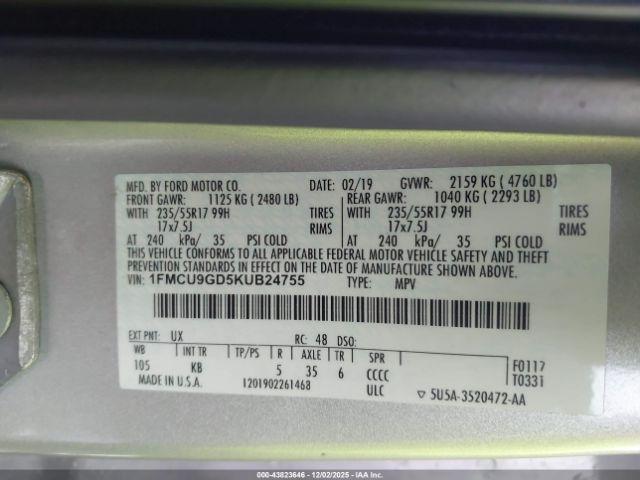 MFD. BY FORD MOTOR CO. DATE: 02/19 GVWR: 2159 KG ( 4760 LB)
FRONT GAWR: 1125 KG ( 2480 LB) REAR GAWR: 1040 KG ( 2293 LB)
WITH 235/55R17 99H TIRES WITH 235/55R17 99H TIRES
17x7.5J RIMS 17x7.5J RIMS
AT 240 kPa/ 35 PSI COLD AT 240 kPa/ 35 PSI COLD
THIS VEHICLE CONFORMS TO ALL APPLICABLE FEDERAL MOTOR VEHICLE SAFETY AND THEFT
PREVENTION STANDARDS IN EFFECT ON THE DATE OF MANUFACTURE SHOWN ABOVE.
VIN: 1FMCU9GD5KUB24755 TYPE: MPV
EXT PNT: UX RC: 48 DSO:
WB INT TR TP/PS R AXLE TR SPR
105 KB 5 35 6 CCCC
ULC
F0117
T0331
MADE IN U.S.A. 1201902261468 ▽ 5U5A-3520472-AA
000-43823646 • 12/02/2025 • IAA Inc.